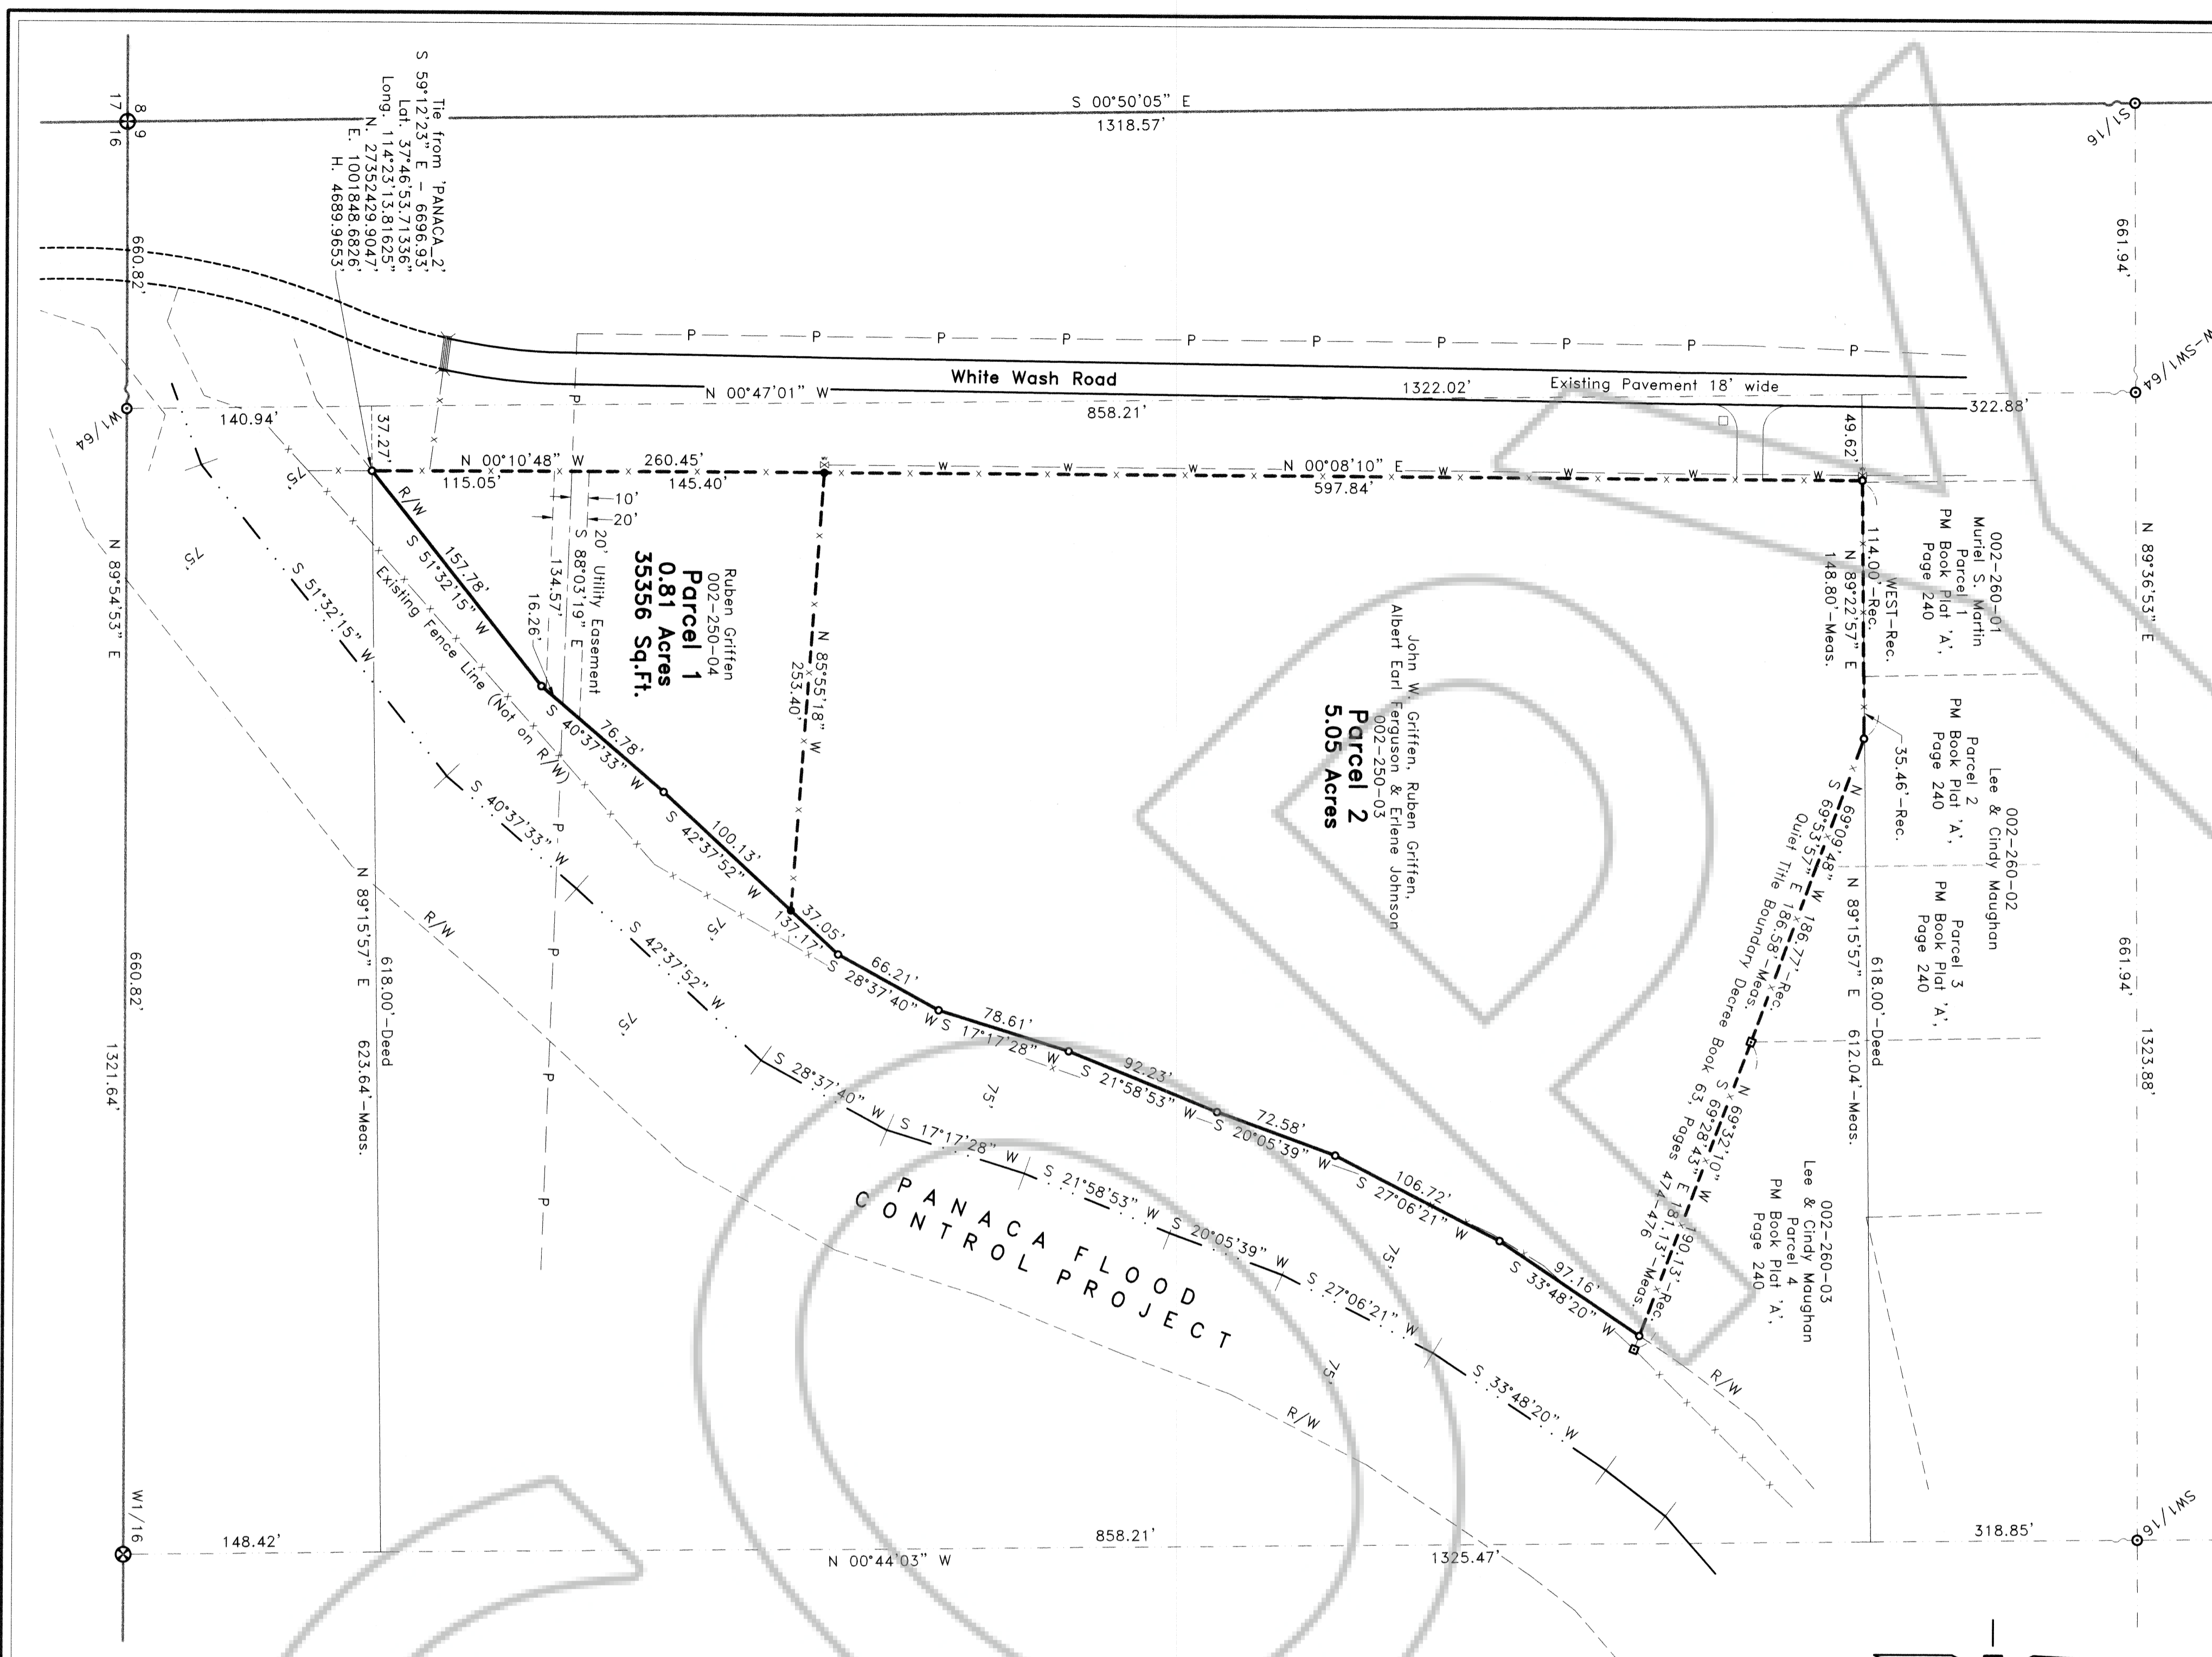 S 00°50'05" E
1318.57'
8 9
17 16
S1/16
Tie from 'PANACA_2'
S 59°12'23" E - 6696.93'
Lat. 37°46'53.71336"
Long. 114°23'13.81625"
N. 27352429.9047'
E. 1001848.6826'
H. 4689.9653'
660.82'
661.94'
W-SW1/64
P P P P P P P P P P
White Wash Road
N 00°47'01" W
1322.02'
Existing Pavement 18' wide
858.21'
322.88'
140.94'
W1/64
37.27'
49.62'
N 00°10'48" W
260.45'
115.05'
145.40'
W W W N 00°08'10" E W W W W
597.84'
10'
20'
20' Utility Easement
S 88°03'19" E
134.57'
16.26'
Ruben Griffen
002-250-04
Parcel 1
0.81 Acres
35356 Sq.Ft.
N 85°55'18" W
253.40'
John W. Griffen, Ruben Griffen,
Albert Earl Ferguson & Erlene Johnson
002-250-03
Parcel 2
5.05 Acres
WEST-Rec.
114.00'-Rec.
N 89°22'57" E
148.80'-Meas.
35.46'-Rec.
002-260-01
Muriel S. Martin
Parcel 1
PM Book Plat 'A',
Page 240
002-260-02
Lee & Cindy Maughan
Parcel 2
PM Book Plat 'A',
Page 240
Parcel 3
PM Book Plat 'A',
Page 240
002-260-03
Lee & Cindy Maughan
Parcel 4
PM Book Plat 'A',
Page 240
N 89°36'53" E
661.94'
1323.88'
N 69°09'48" W 186.77'-Rec.
S 69°53'57" E 186.58'-Meas.
Quiet Title Boundary Decree Book 63, Pages 474-476
N 69°32'10" W 190.13'-Rec.
S 69°28'43" E 181.13'-Meas.
618.00'-Deed
N 89°15'57" E 612.04'-Meas.
R/W
157.78'
S 51°32'15" W
Existing Fence Line (Not on R/W)
75'
S 51°32'15" W
75'
76.78'
S 40°37'33" W
100.13'
S 42°37'52" W
37.05'
137.17'
66.21'
S 28°37'40" W
78.61'
S 17°17'28" W
92.23'
S 21°58'53" W
72.58'
S 20°05'39" W
106.72'
S 27°06'21" W
97.16'
S 33°48'20" W
R/W
S 40°37'33" W
S 42°37'52" W
75'
75'
S 28°37'40" W
S 17°17'28" W
75'
S 21°58'53" W
S 20°05'39" W
S 27°06'21" W
75'
75'
S 33°48'20" W
R/W
R/W
P P P P
PANACA FLOOD
CONTROL PROJECT
N 89°54'53" E
660.82'
1321.64'
618.00'-Deed
N 89°15'57" E 623.64'-Meas.
W1/16
148.42'
N 00°44'03" W
858.21'
1325.47'
318.85'
SW1/16
COPY